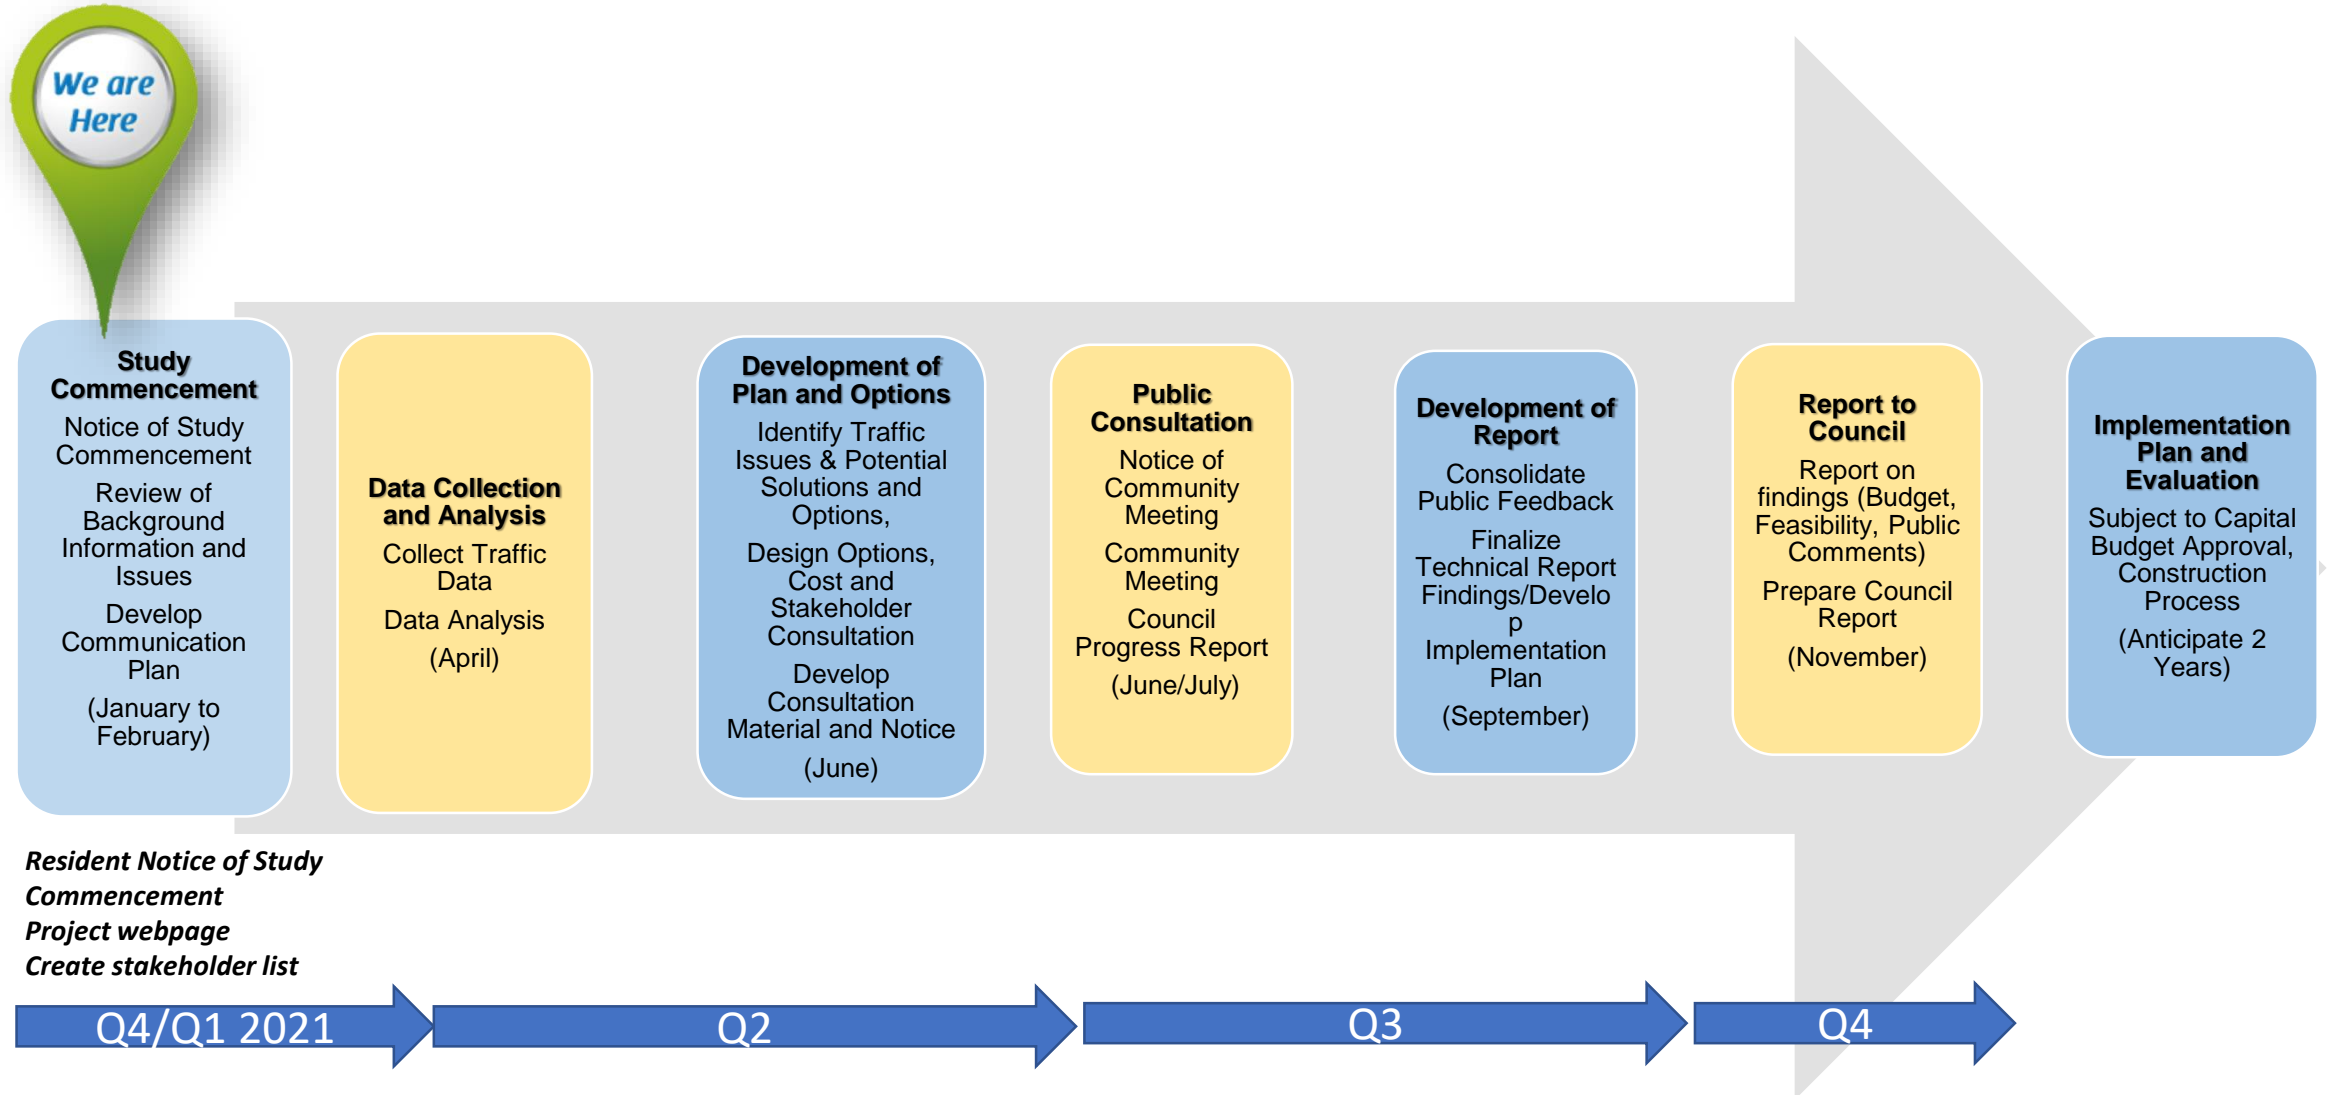 We are
Here
Study
Commencement
Notice of Study
Commencement
Review of
Background
Information and
Issues
Develop
Communication
Plan
(January to
February)
Data Collection
and Analysis
Collect Traffic
Data
Data Analysis
(April)
Development of
Plan and Options
Identify Traffic
Issues & Potential
Solutions and
Options,
Design Options,
Cost and
Stakeholder
Consultation
Develop
Consultation
Material and Notice
(June)
Public
Consultation
Notice of
Community
Meeting
Community
Meeting
Council
Progress Report
(June/July)
Development of
Report
Consolidate
Public Feedback
Finalize
Technical Report
Findings/Develo
p
Implementation
Plan
(September)
Report to
Council
Report on
findings (Budget,
Feasibility, Public
Comments)
Prepare Council
Report
(November)
Implementation
Plan and
Evaluation
Subject to Capital
Budget Approval,
Construction
Process
(Anticipate 2
Years)
Resident Notice of Study
Commencement
Project webpage
Create stakeholder list
Q4/Q1 2021
Q2
Q3
Q4